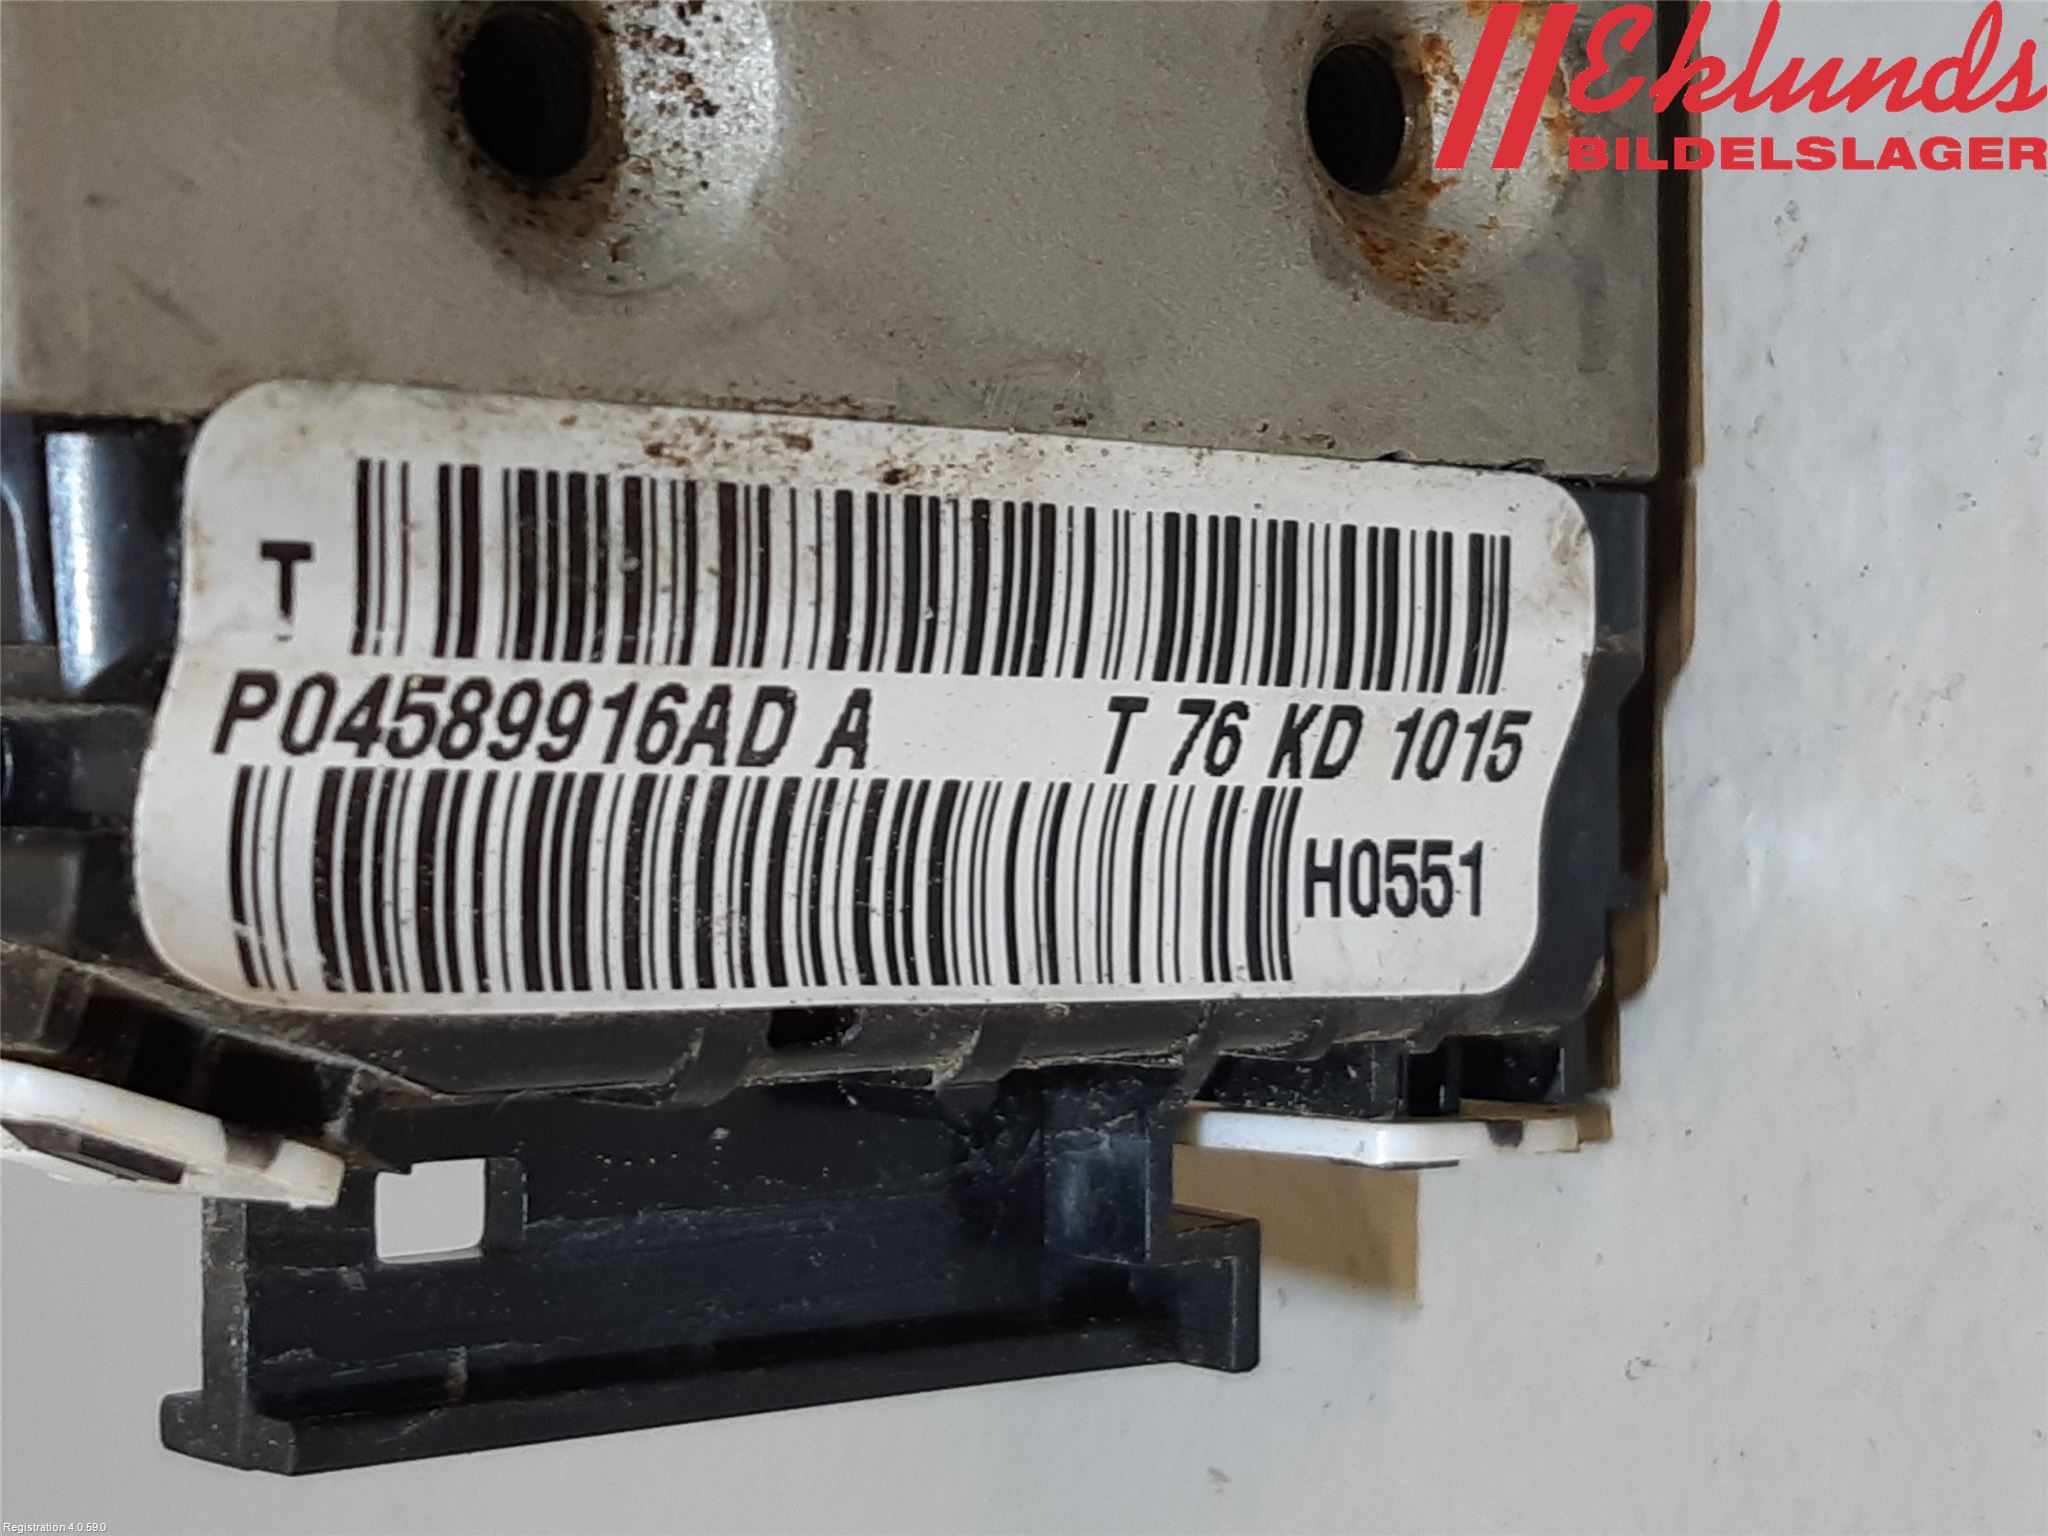 Eklunds
BILDELSLAGER
T
P04589916AD A T 76 KD 1015
H0551
Registration 4.0.59.0